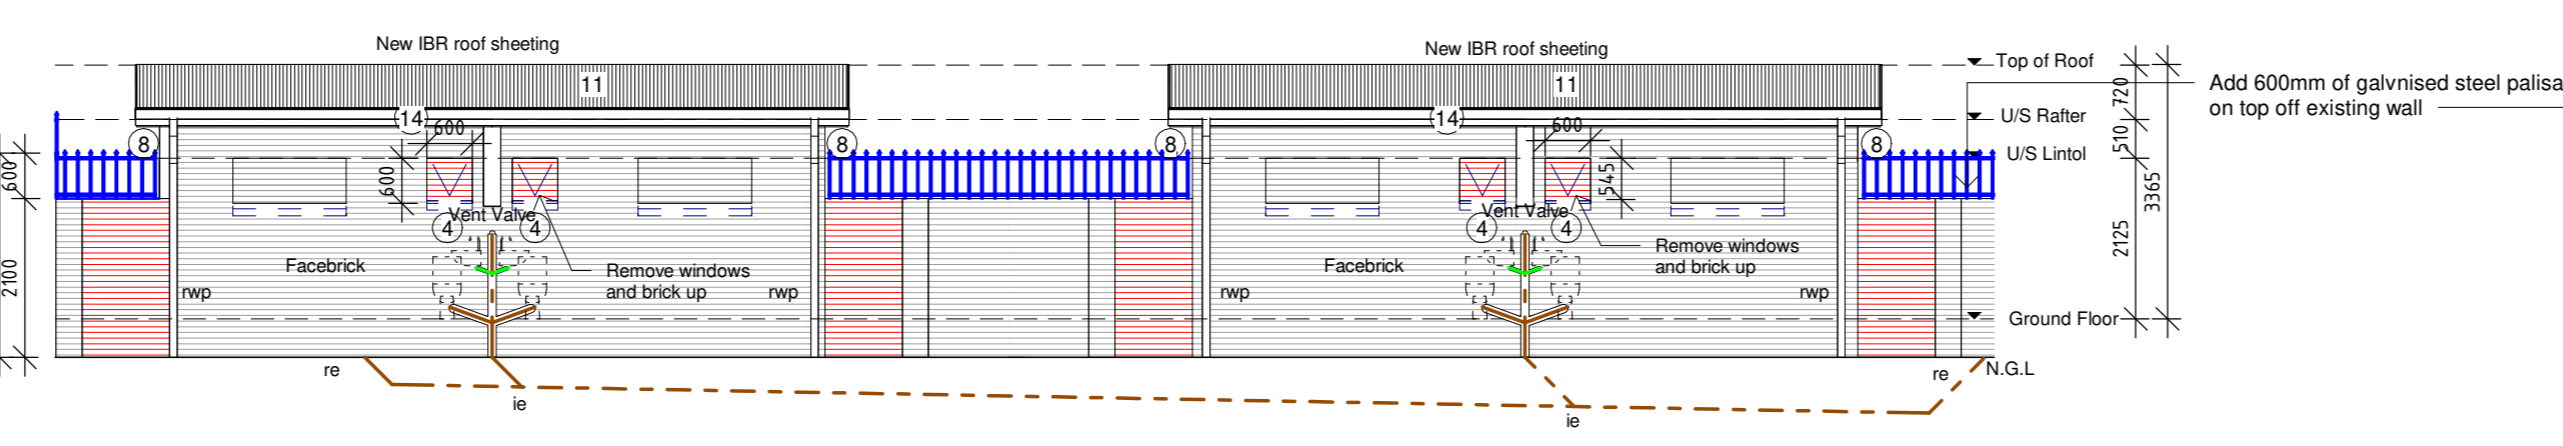 New IBR roof sheeting
New IBR roof sheeting
11
11
Top of Roof
720
Add 600mm of galvnised steel palisa
on top off existing wall
14
14
600
600
U/S Rafter
510
8
8
8
8
U/S Lintol
600
600
545
3365
Vent Valve
Vent Valve
4
4
4
4
2125
2100
Facebrick
Remove windows
and brick up
Facebrick
Remove windows
and brick up
rwp
rwp
rwp
rwp
Ground Floor
re
re
N.G.L
ie
ie